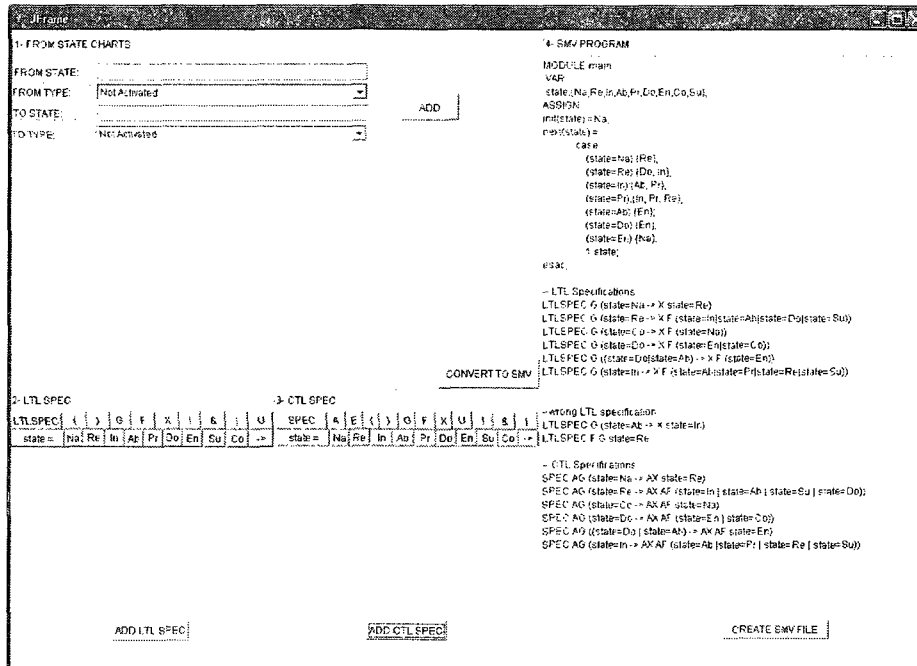 JFrame
1- FROM STATE CHARTS
FROM STATE:
FROM TYPE: Not Activated
TO STATE:
TO TYPE: Not Activated
ADD
CONVERT TO SMV
2- LTL SPEC
LTLSPEC ( ) G F X ! & | U
state = Na Re In Ab Pr Do En Su Co ->
3- CTL SPEC
SPEC A E ( ) G F X U ! & |
state = Na Re In Ab Pr Do En Su Co ->
ADD LTL SPEC
ADD CTL SPEC
4- SMV PROGRAM
MODULE main
VAR
state:{Na,Re,In,Ab,Pr,Do,En,Co,Su};
ASSIGN
init(state) = Na;
next(state) =
case
(state=Na):{Re};
(state=Re):{Do, In};
(state=In):{Ab, Pr};
(state=Pr):{In, Pr, Re};
(state=Ab):{En};
(state=Do):{En};
(state=En):{Na};
1:state;
esac;
-- LTL Specifications
LTLSPEC G (state=Na -> X state=Re)
LTLSPEC G (state=Re -> X F (state=In|state=Ab|state=Do|state=Su))
LTLSPEC G (state=Co -> X F (state=Na))
LTLSPEC G (state=Do -> X F (state=En|state=Co))
LTLSPEC G ((state=Do|state=Ab) -> X F (state=En))
LTLSPEC G (state=In -> X F (state=Ab|state=Pr|state=Re|state=Su))
--wrong LTL specification
LTLSPEC G (state=Ab -> X state=In)
LTLSPEC F G state=Re
-- CTL Specifications
SPEC AG (state=Na -> AX state=Re)
SPEC AG (state=Re -> AX AF (state=In | state=Ab | state=Su | state=Do))
SPEC AG (state=Co -> AX AF state=Na)
SPEC AG (state=Do -> AX AF (state=En | state=Co))
SPEC AG ((state=Do | state=Ab) -> AX AF state=En)
SPEC AG (state=In -> AX AF (state=Ab |state=Pr | state=Re | state=Su))
CREATE SMV FILE